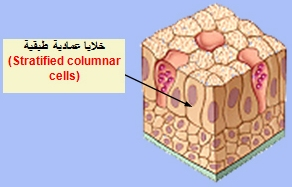 خلايا عمادية طبقية
(Stratified columnar
cells)